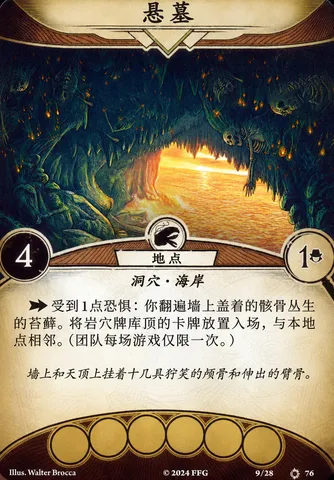 悬墓
4
地点
1
洞穴·海岸
受到1点恐惧：你翻遍墙上盖着的骸骨丛生
的苔藓。将岩穴牌库顶的卡牌放置入场，与本地
点相邻。（团队每场游戏仅限一次。）
墙上和天顶上挂着十几具狞笑的颅骨和伸出的臂骨。
Illus. Walter Brocca
© 2024 FFG
9/28
76